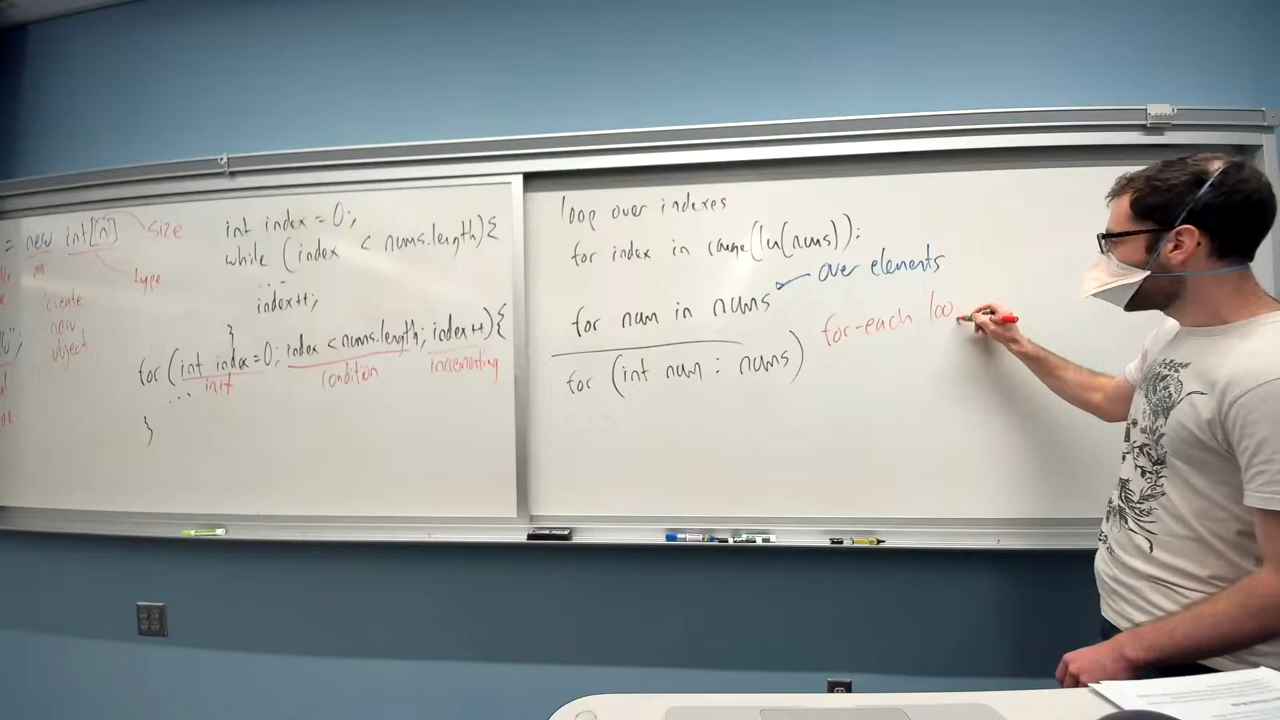 = new int[n] size
type
create
new
object
int index = 0;
while (index < nums.length) {
...
index++;
}
for (int index=0; index < nums.length; index++) {
init condition incrementing
...
}
loop over indexes
for index in range(len(nums)):
over elements
for num in nums
for-each loo
for (int num : nums)